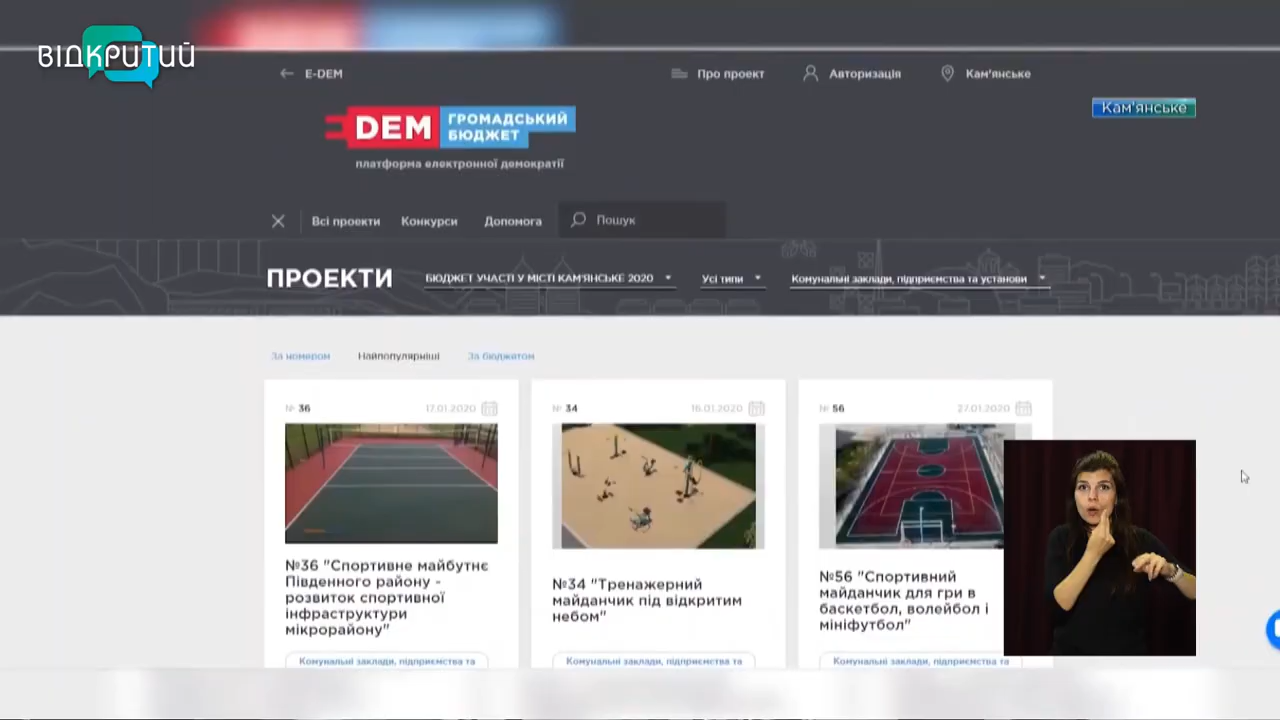 ВІДКРИТИЙ
E-DEM
Про проект
Авторизація
Кам'янське
Кам'янське
DEM ГРОМАДСЬКИЙ
БЮДЖЕТ
платформа електронної демократії
Всі проекти
Конкурси
Допомога
Пошук
ПРОЕКТИ
БЮДЖЕТ УЧАСТІ У МІСТІ КАМ'ЯНСЬКЕ 2020
Усі типи
Комунальні заклади, підприємства та установи
За номером
Найпопулярніші
За бюджетом
№ 36
17.01.2020
№36 "Спортивне майбутнє
Південного району -
розвиток спортивної
інфраструктури
мікрорайону"
Комунальні заклади, підприємства та
№ 34
16.01.2020
№34 "Тренажерний
майданчик під відкритим
небом"
Комунальні заклади, підприємства та
№ 56
27.01.2020
№56 "Спортивний
майданчик для гри в
баскетбол, волейбол і
мініфутбол"
Комунальні заклади, підприємства та